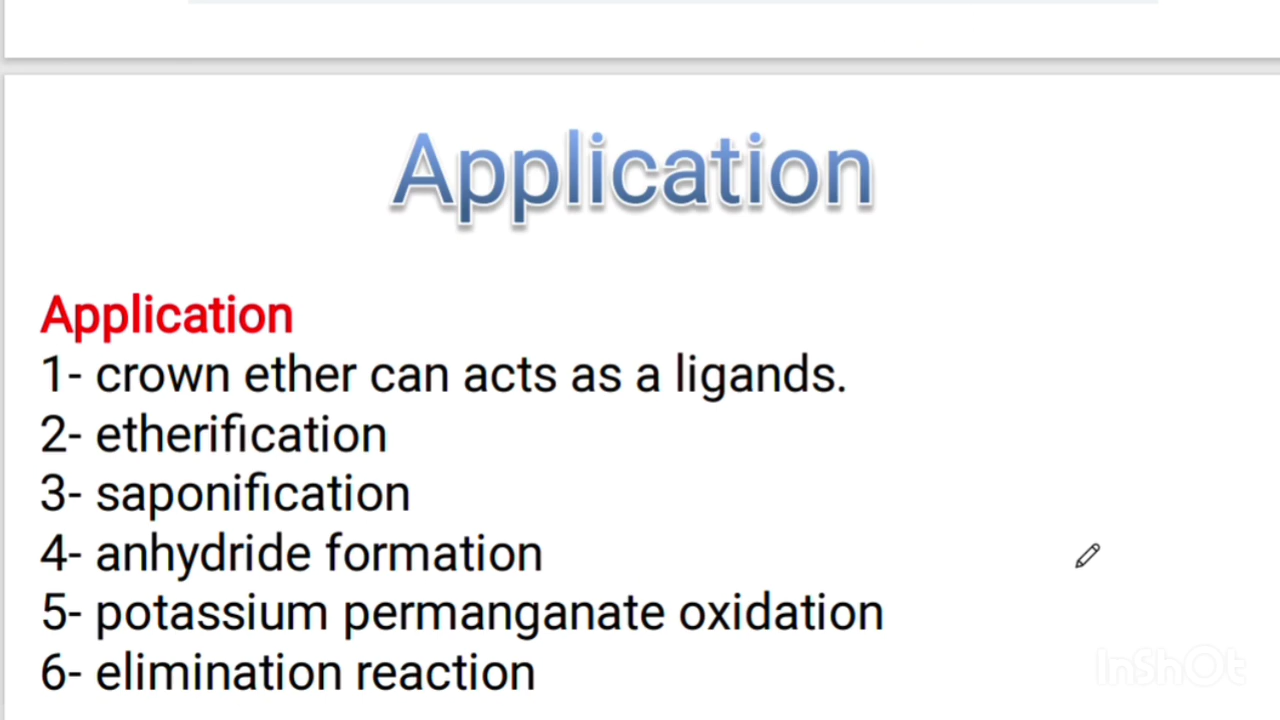 Application
Application
1- crown ether can acts as a ligands.
2- etherification
3- saponification
4- anhydride formation
5- potassium permanganate oxidation
6- elimination reaction
InShOt